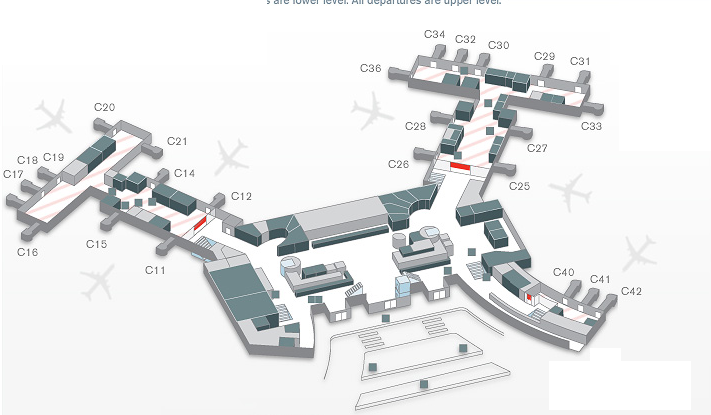 are lower level. All departures are upper level.
C34
C32
C30
C29
C31
C36
C33
C28
C27
C26
C25
C20
C21
C19
C18
C17
C14
C12
C16
C15
C11
C40
C41
C42